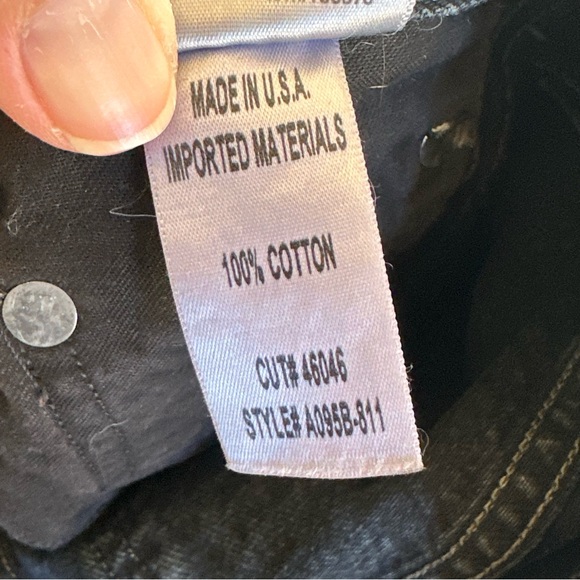 MADE IN U.S.A.
IMPORTED MATERIALS
100% COTTON
CUT# 46046
STYLE# A095B-811